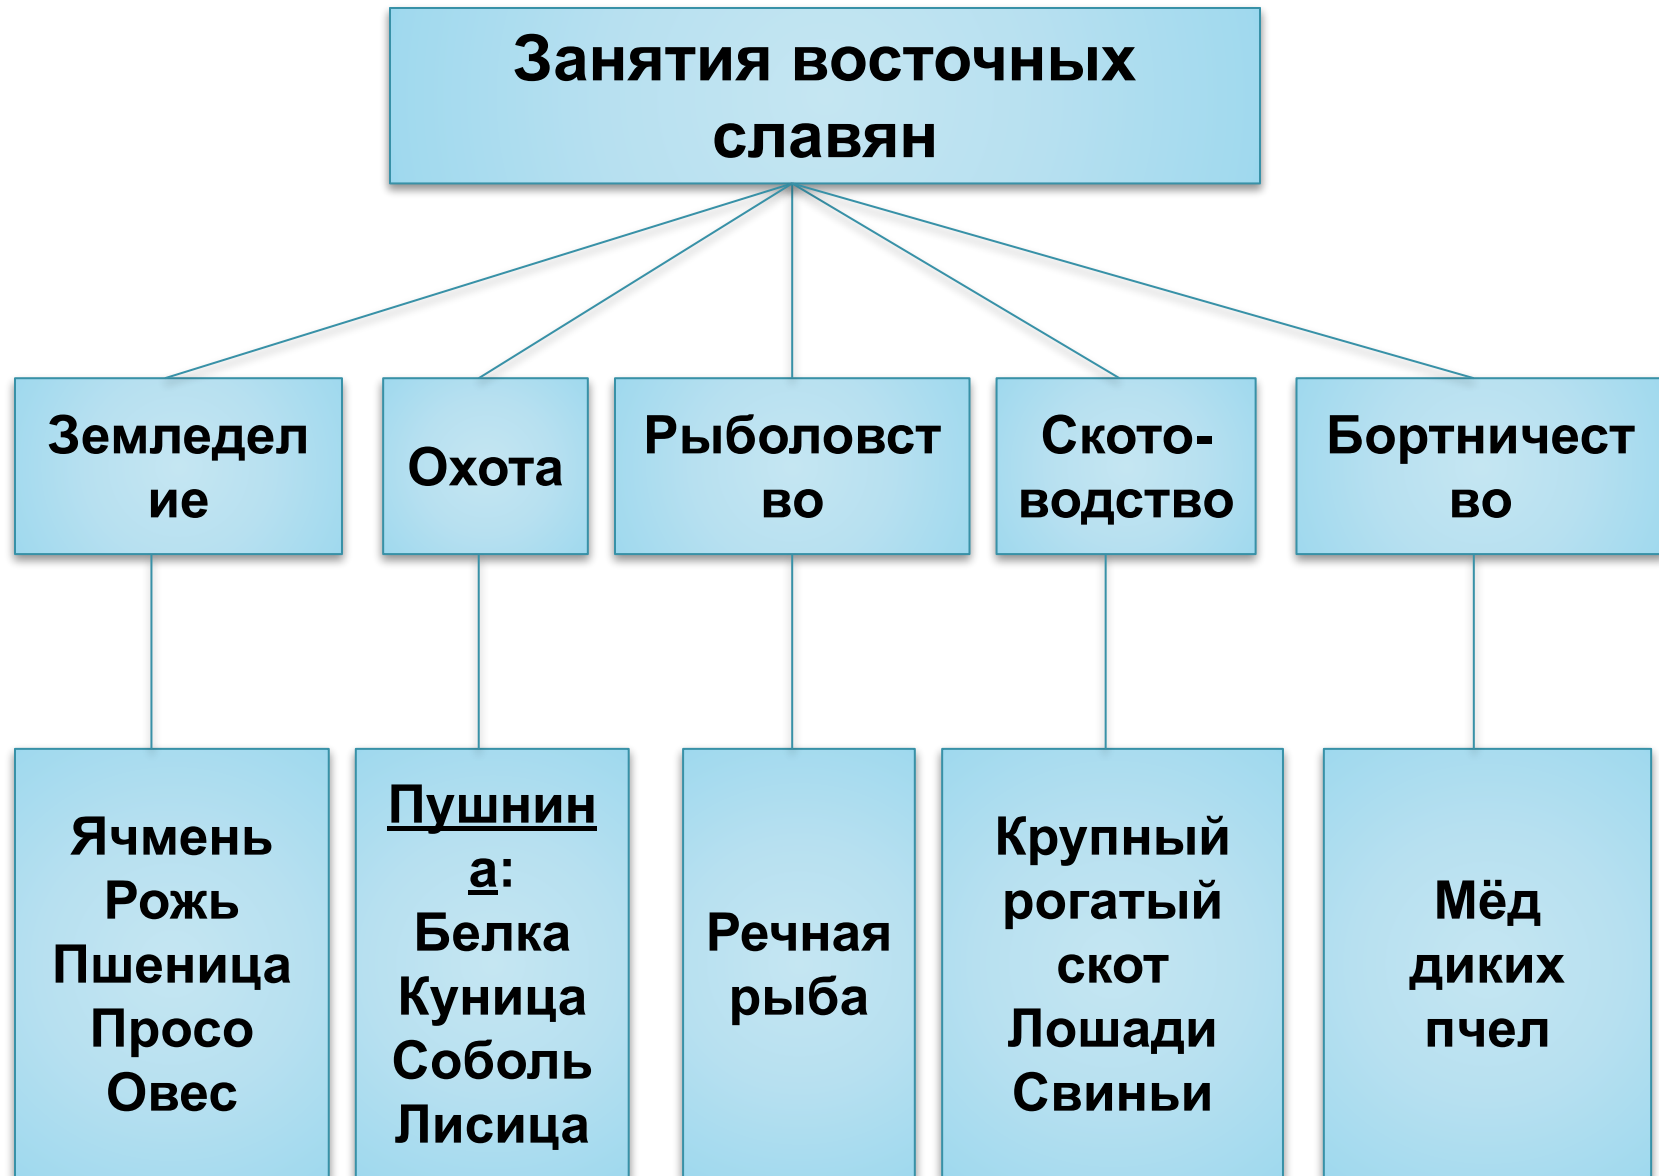 Занятия восточных
славян
Земледел
ие
Охота
Рыболовст
во
Ското-
водство
Бортничест
во
Ячмень
Рожь
Пшеница
Просо
Овес
Пушнин
а:
Белка
Куница
Соболь
Лисица
Речная
рыба
Крупный
рогатый
скот
Лошади
Свиньи
Мёд
диких
пчел